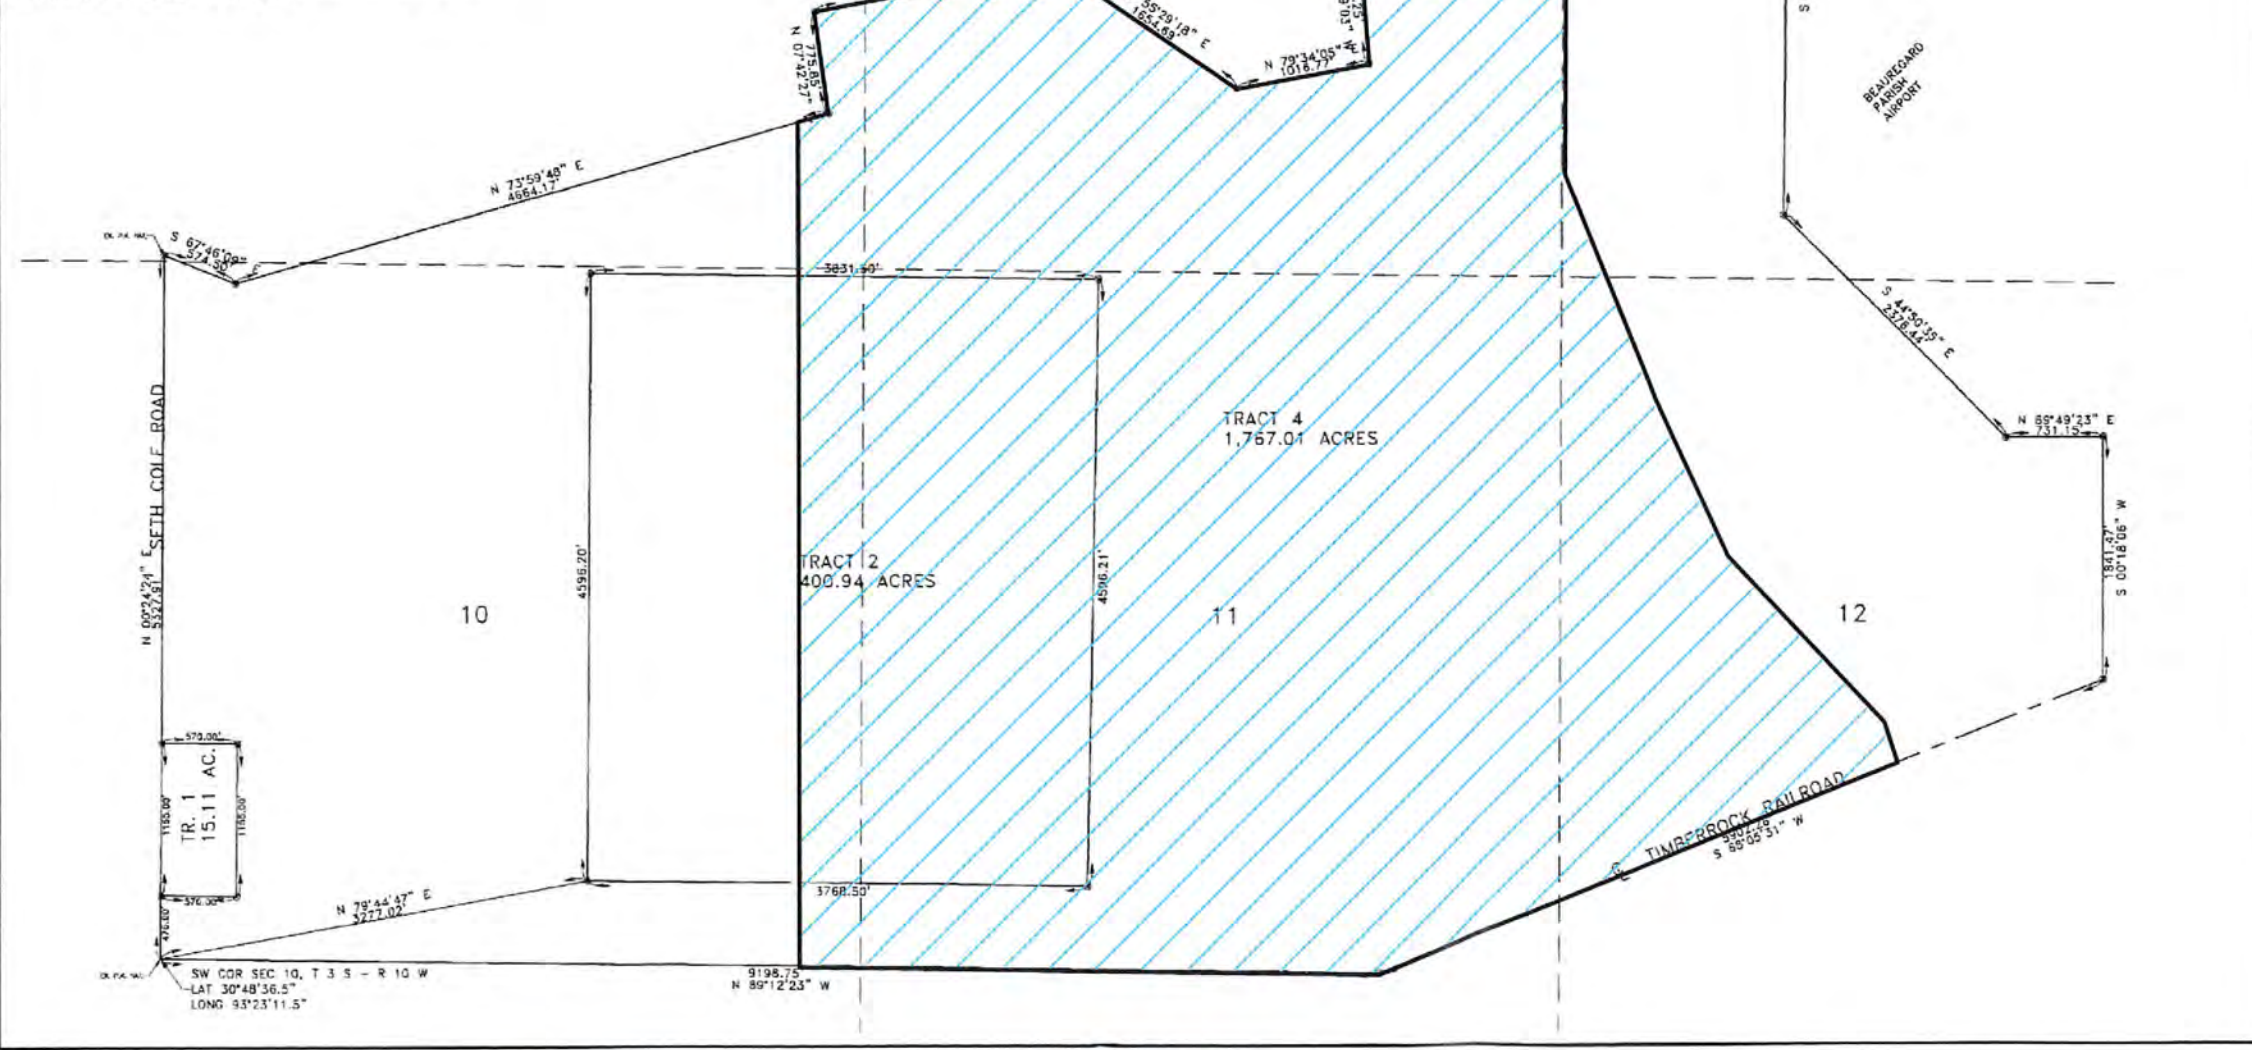 S
BEAUREGARD
PARISH
AIRPORT
55°29'18" E
1654.69'
N 79°34'05" E
1016.77'
N 07°42'27"
775.85'
N 73°59'48" E
4664.17'
S 67°46'09" E
574.50'
3831.50'
S 44°50'35" E
2376.44'
N 89°49'23" E
731.15'
1841.47'
S 00°18'06" W
SETH COLE ROAD
N 00°24'24" E
5327.91'
TRACT 4
1,767.01 ACRES
TRACT 2
400.94 ACRES
4596.20'
4596.21'
10
11
12
570.00'
TR. 1
15.11 AC.
1155.00'
570.00'
470.00'
N 79°44'47" E
3277.02'
3768.50'
TIMBERROCK RAILROAD
5902.26
S 68°05'31" W
SW COR SEC 10, T 3 S - R 10 W
LAT 30°48'36.5"
LONG 93°23'11.5"
9198.75'
N 89°12'23" W